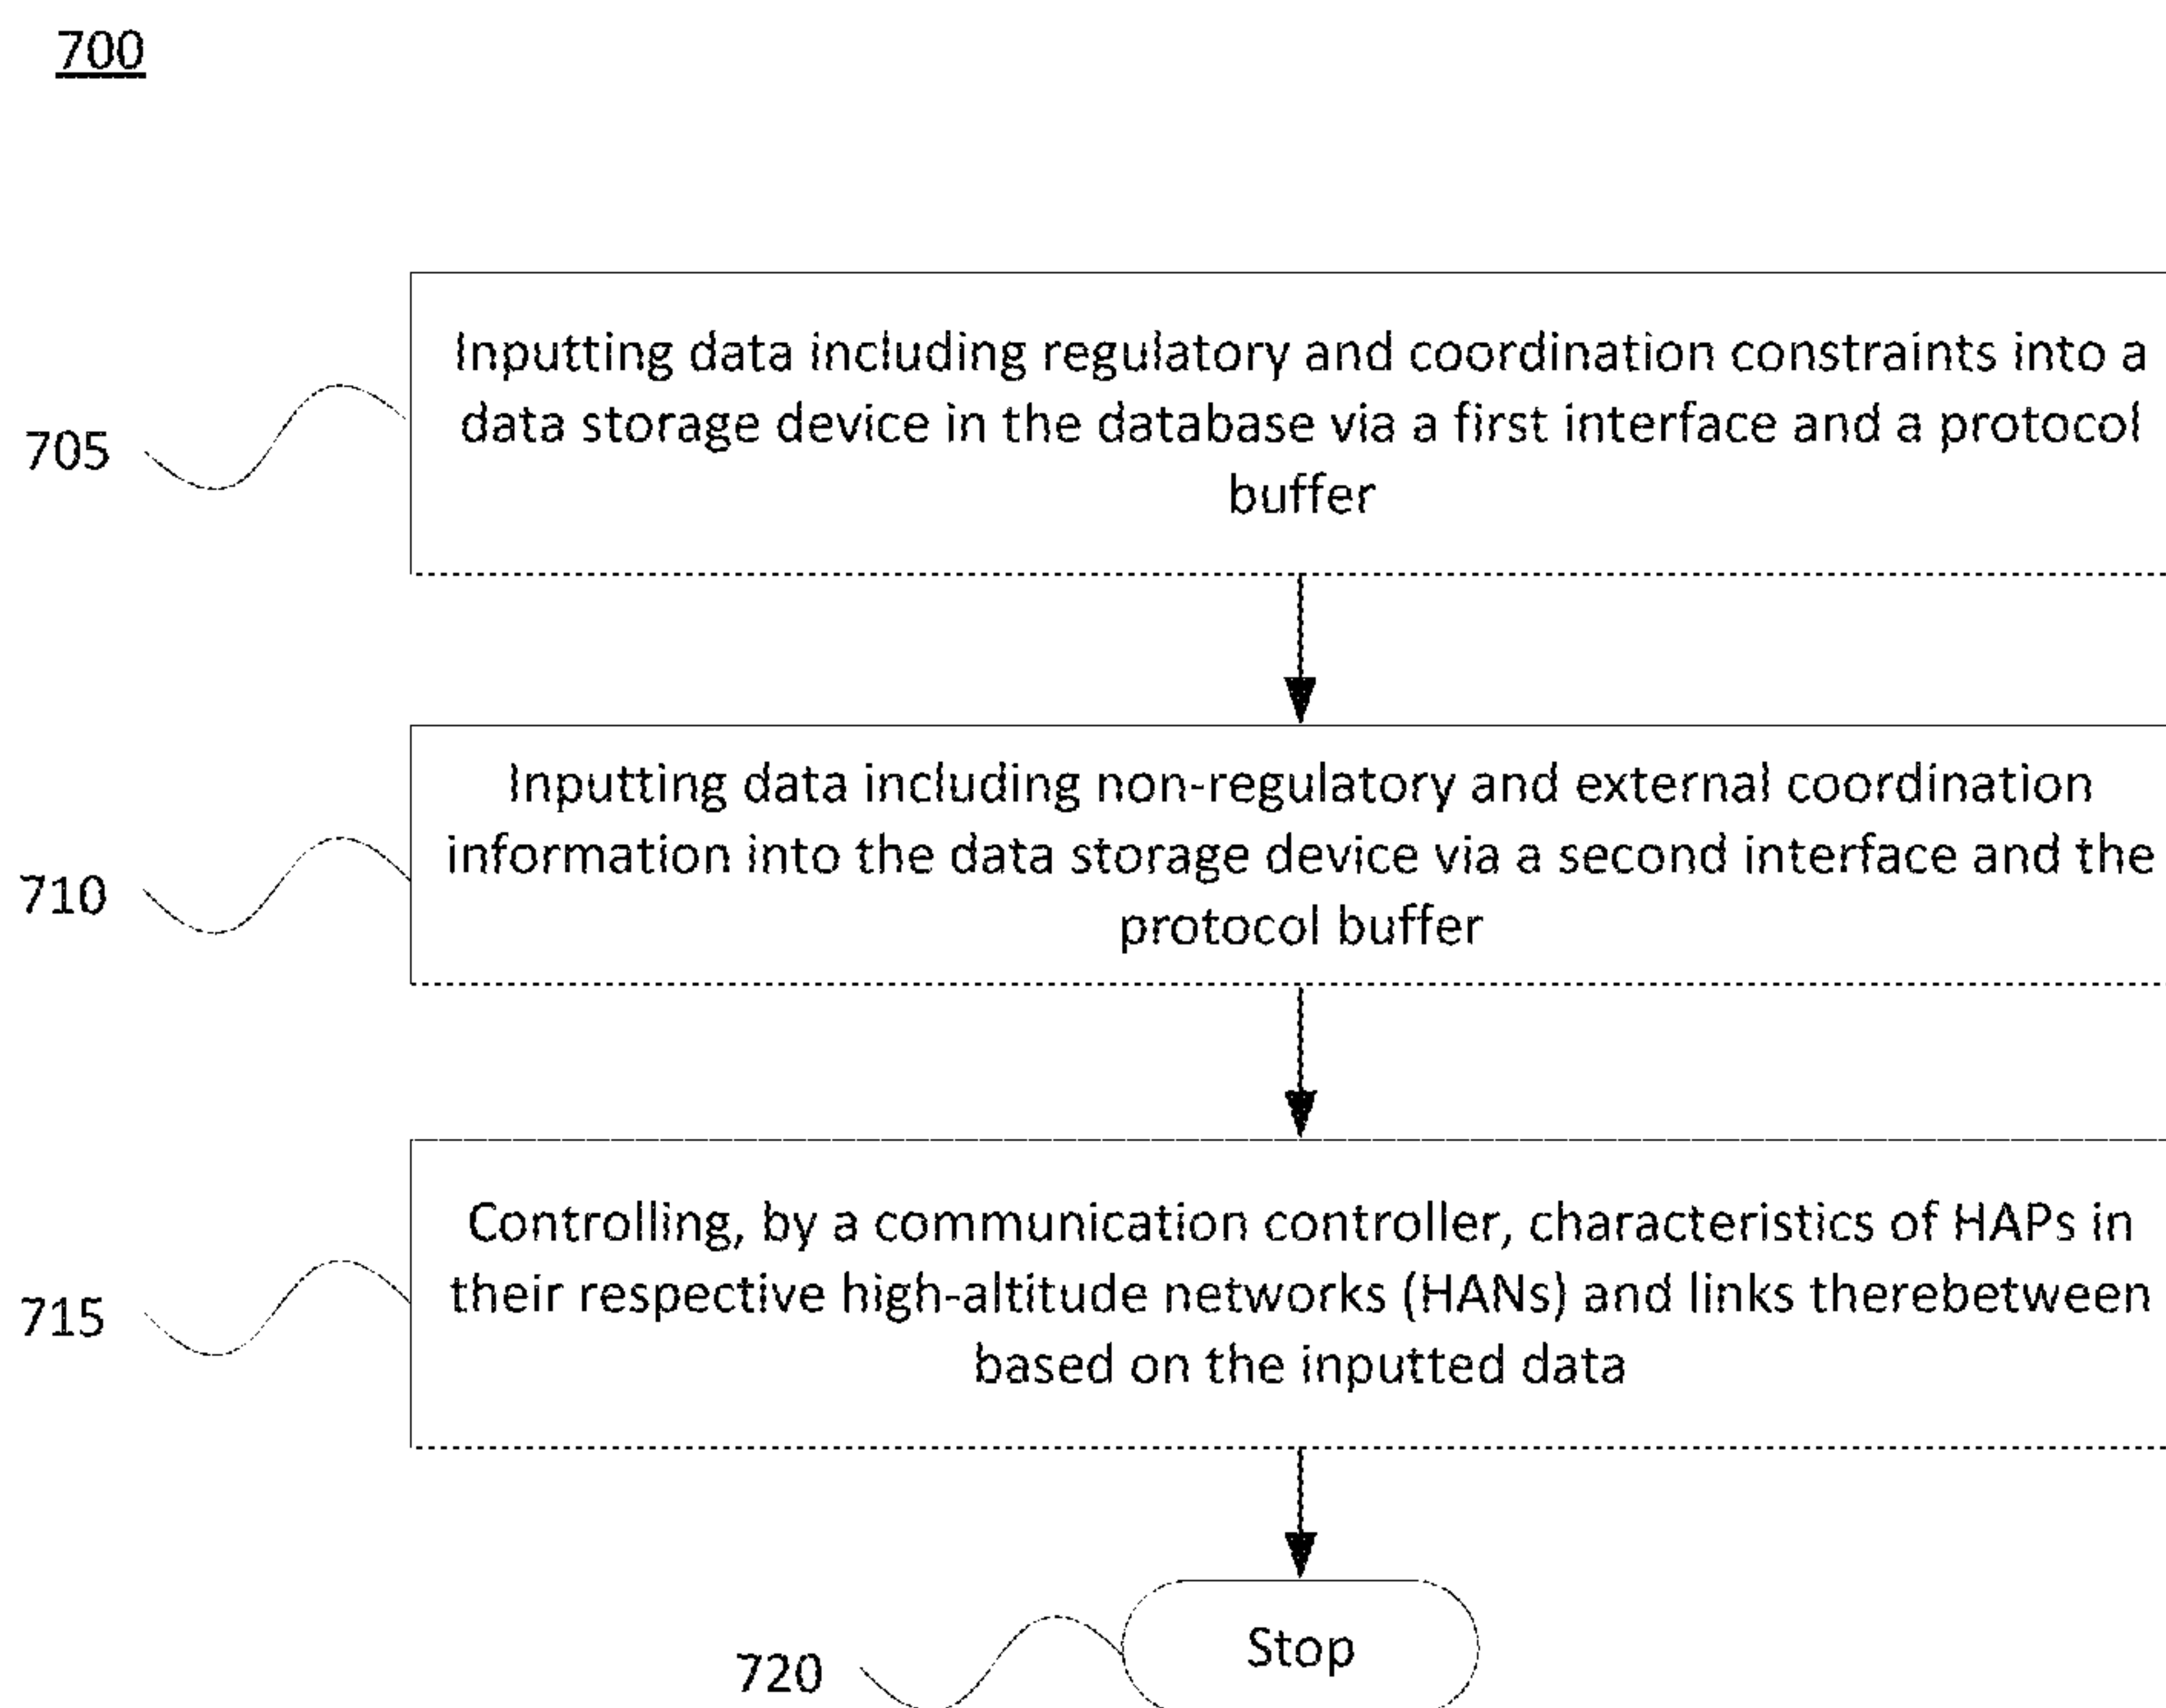 700
705
Inputting data including regulatory and coordination constraints into a
data storage device in the database via a first interface and a protocol
buffer
710
Inputting data including non-regulatory and external coordination
information into the data storage device via a second interface and the
protocol buffer
715
Controlling, by a communication controller, characteristics of HAPs in
their respective high-altitude networks (HANs) and links therebetween
based on the inputted data
720
Stop